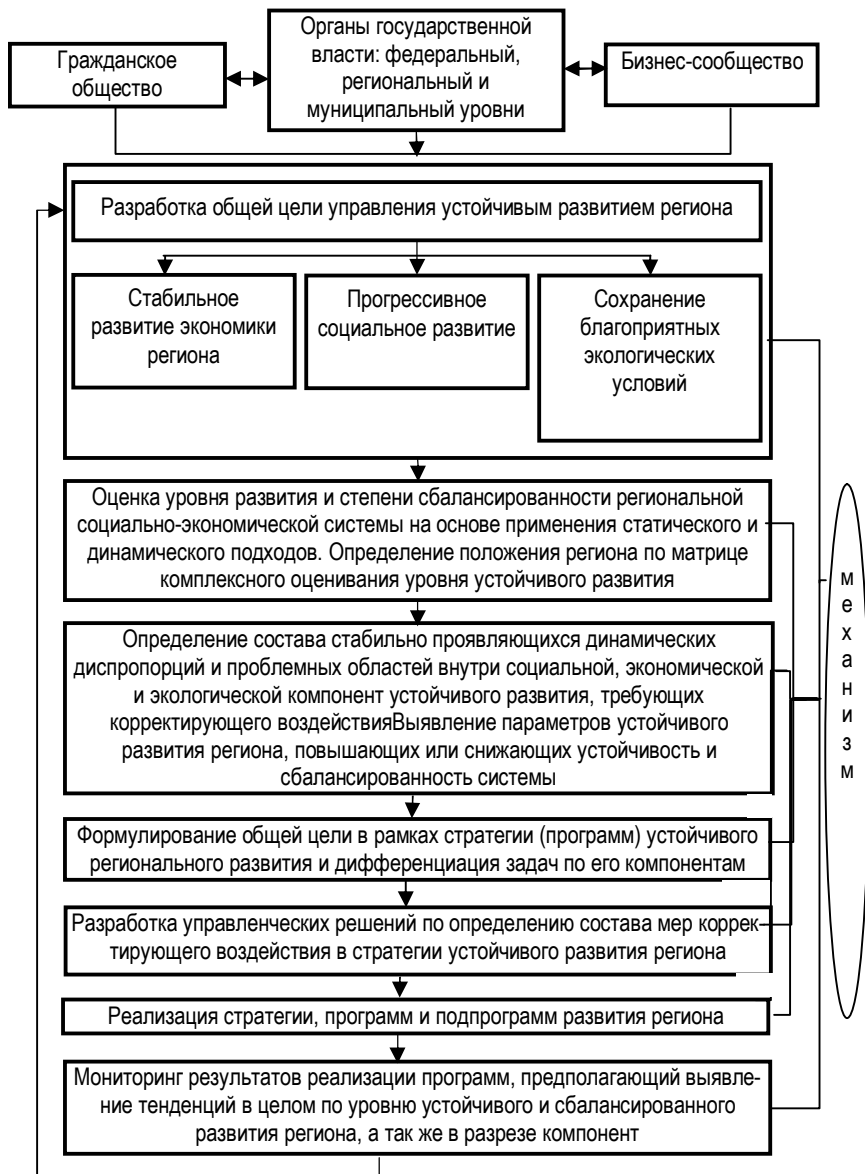 Гражданское
общество
Органы государственной
власти: федеральный,
региональный и
муниципальный уровни
Бизнес-сообщество
Разработка общей цели управления устойчивым развитием региона
Стабильное
развитие экономики
региона
Прогрессивное
социальное развитие
Сохранение
благоприятных
экологических
условий
Оценка уровня развития и степени сбалансированности региональной
социально-экономической системы на основе применения статического и
динамического подходов. Определение положения региона по матрице
комплексного оценивания уровня устойчивого развития
Определение состава стабильно проявляющихся динамических
диспропорций и проблемных областей внутри социальной, экономической
и экологической компонент устойчивого развития, требующих
корректирующего воздействияВыявление параметров устойчивого
развития региона, повышающих или снижающих устойчивость и
сбалансированность системы
Формулирование общей цели в рамках стратегии (программ) устойчивого
регионального развития и дифференциация задач по его компонентам
Разработка управленческих решений по определению состава мер коррек-
тирующего воздействия в стратегии устойчивого развития региона
Реализация стратегии, программ и подпрограмм развития региона
Мониторинг результатов реализации программ, предполагающий выявле-
ние тенденций в целом по уровню устойчивого и сбалансированного
развития региона, а так же в разрезе компонент
механизм